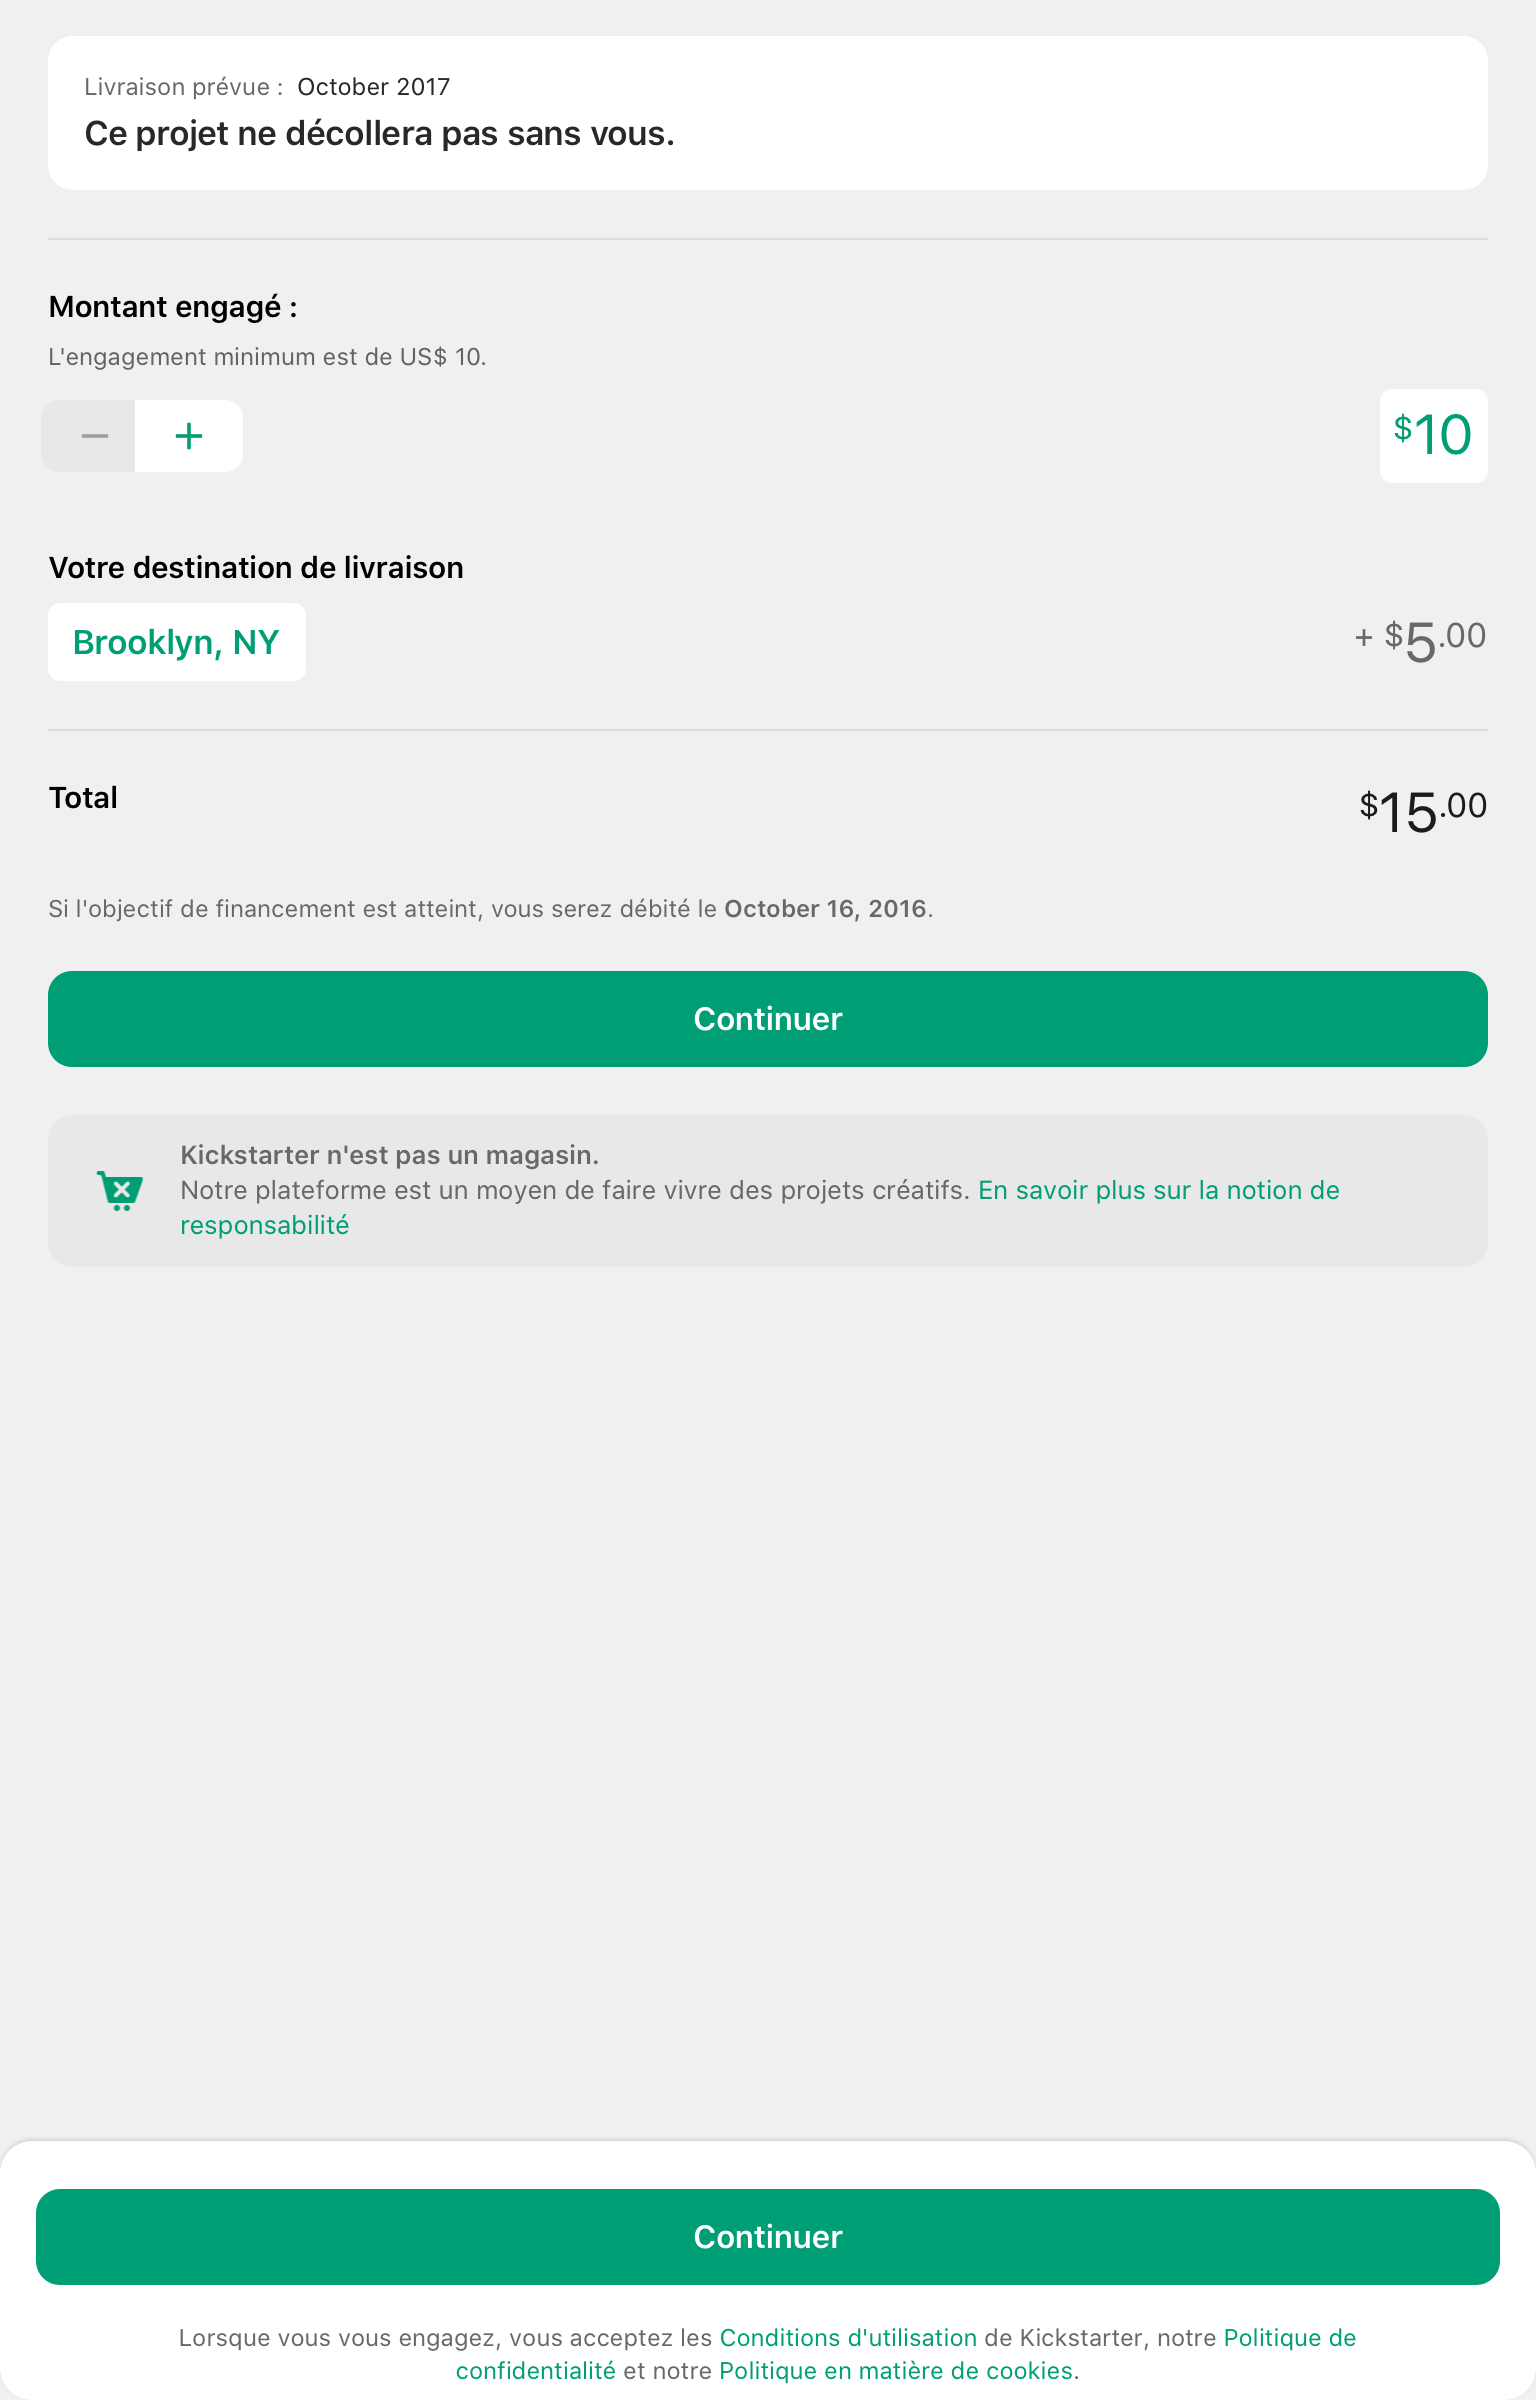 Livraison prévue : October 2017
Ce projet ne décollera pas sans vous.
Montant engagé :
L'engagement minimum est de US$ 10.
− +
$10
Votre destination de livraison
Brooklyn, NY
+ $5.00
Total
$15.00
Si l'objectif de financement est atteint, vous serez débité le October 16, 2016.
Continuer
Kickstarter n'est pas un magasin.
Notre plateforme est un moyen de faire vivre des projets créatifs. En savoir plus sur la notion de
responsabilité
Continuer
Lorsque vous vous engagez, vous acceptez les Conditions d'utilisation de Kickstarter, notre Politique de
confidentialité et notre Politique en matière de cookies.